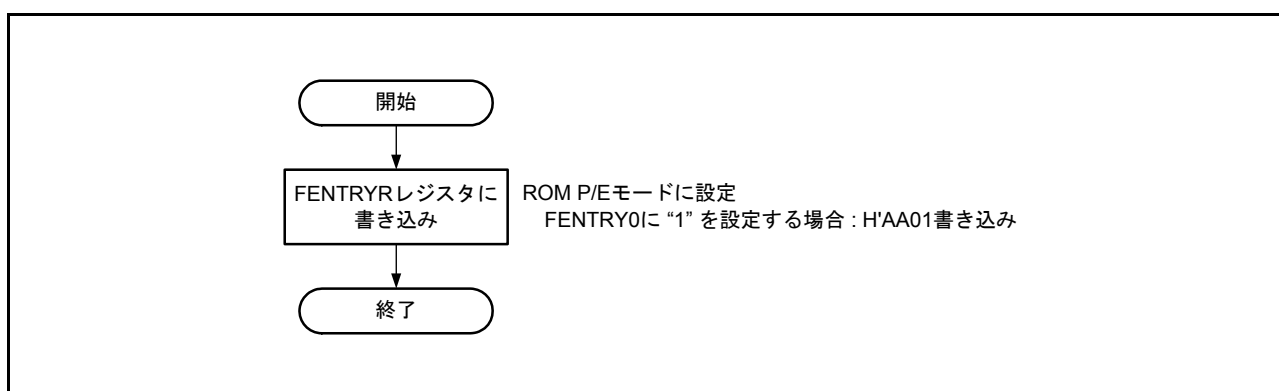 開始
FENTRYRレジスタに
書き込み
ROM P/Eモードに設定
FENTRY0に “1” を設定する場合 : H'AA01書き込み
終了